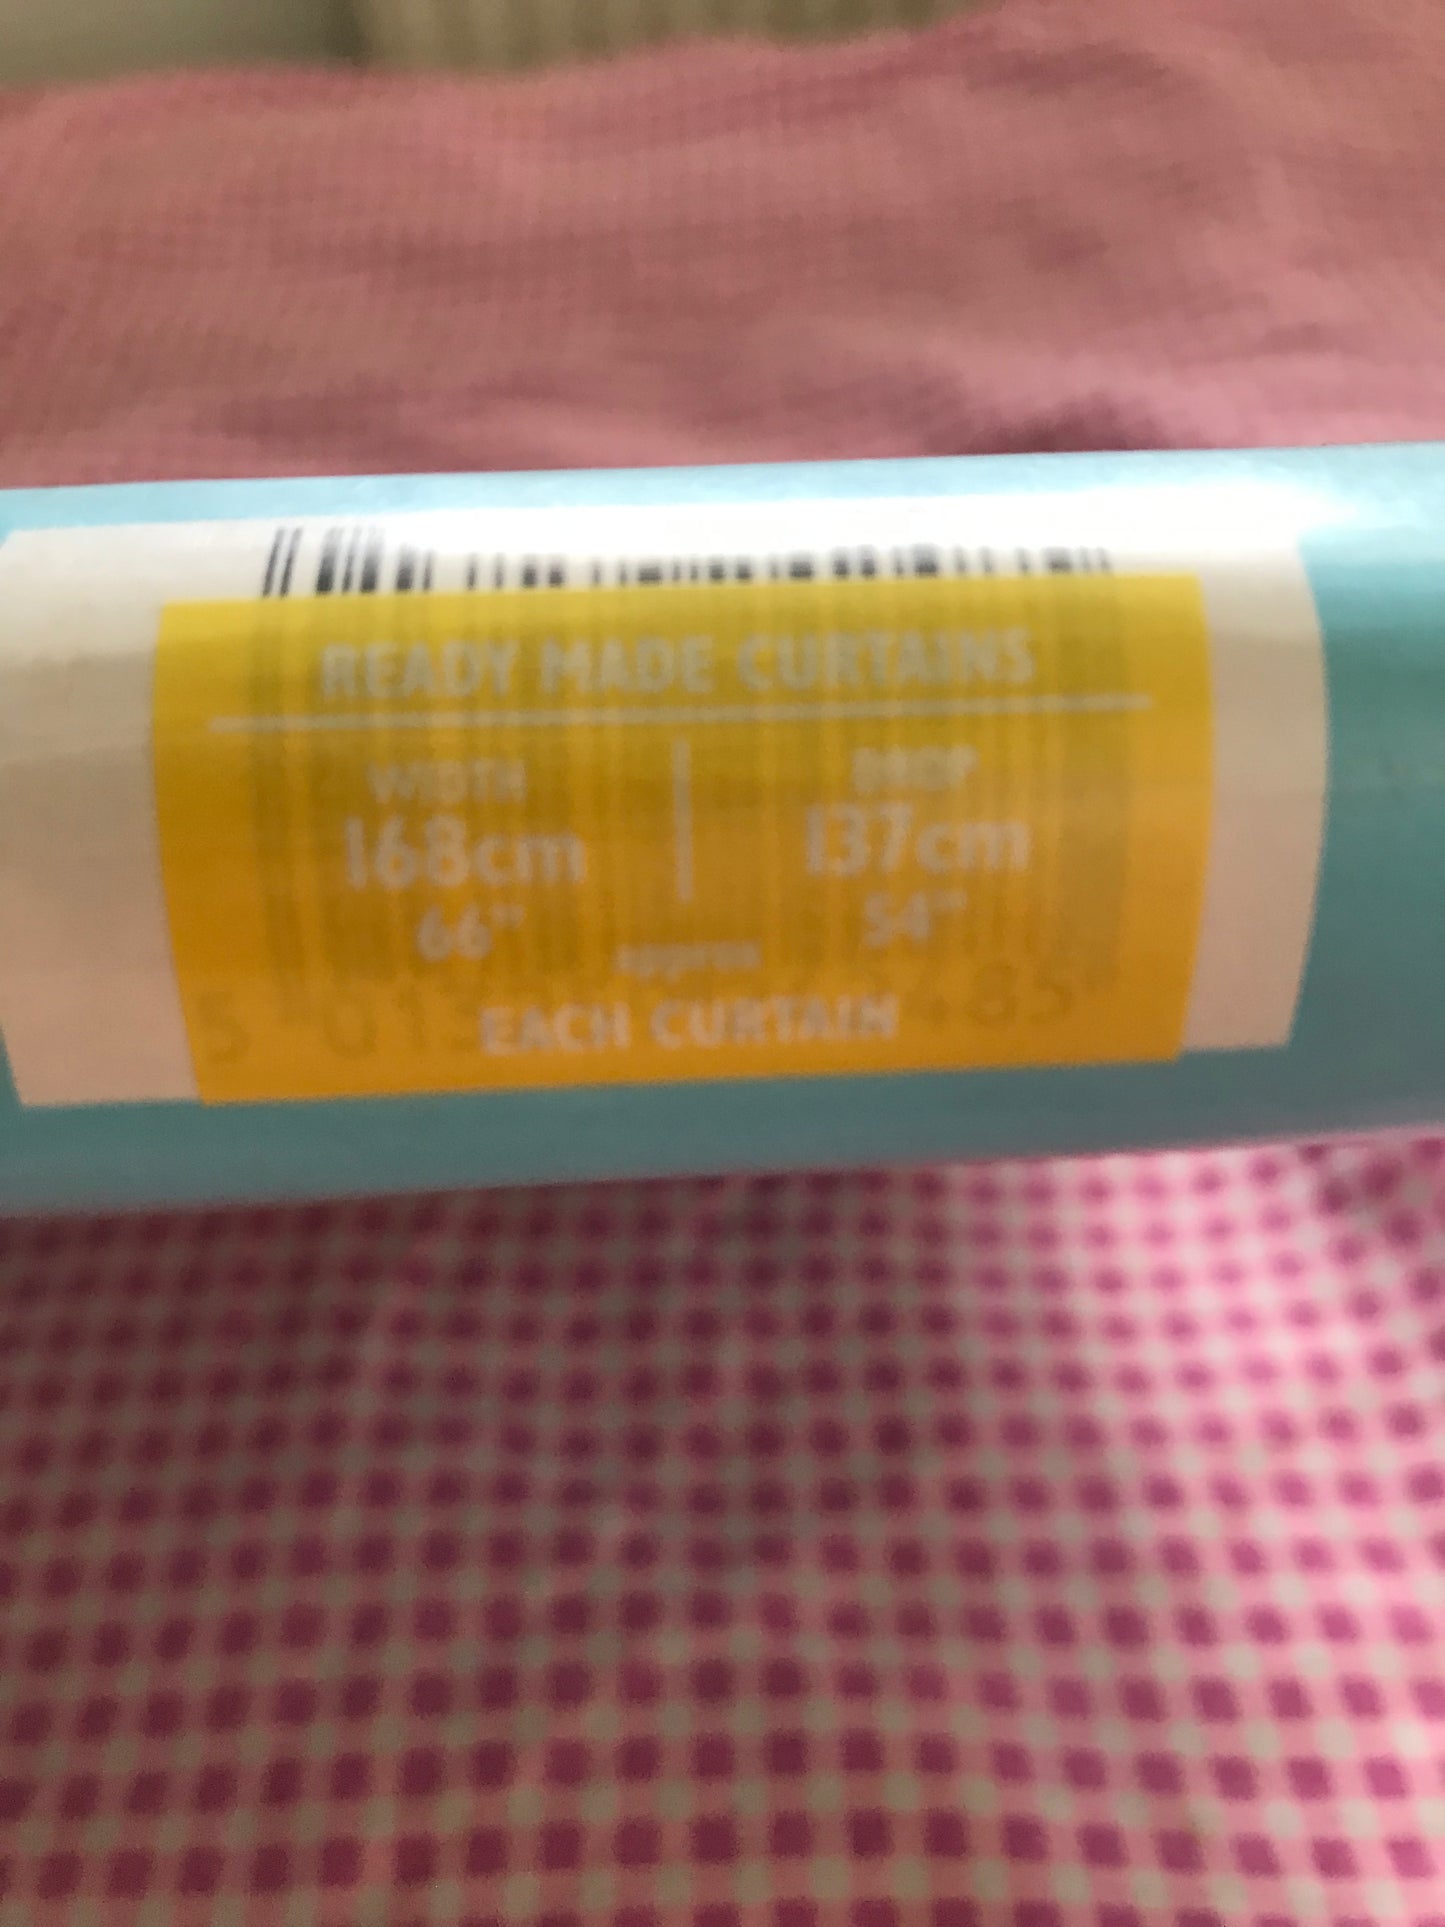 READY MADE CURTAINS
WIDTH
168cm
66"
DROP
137cm
54"
approx
EACH CURTAIN